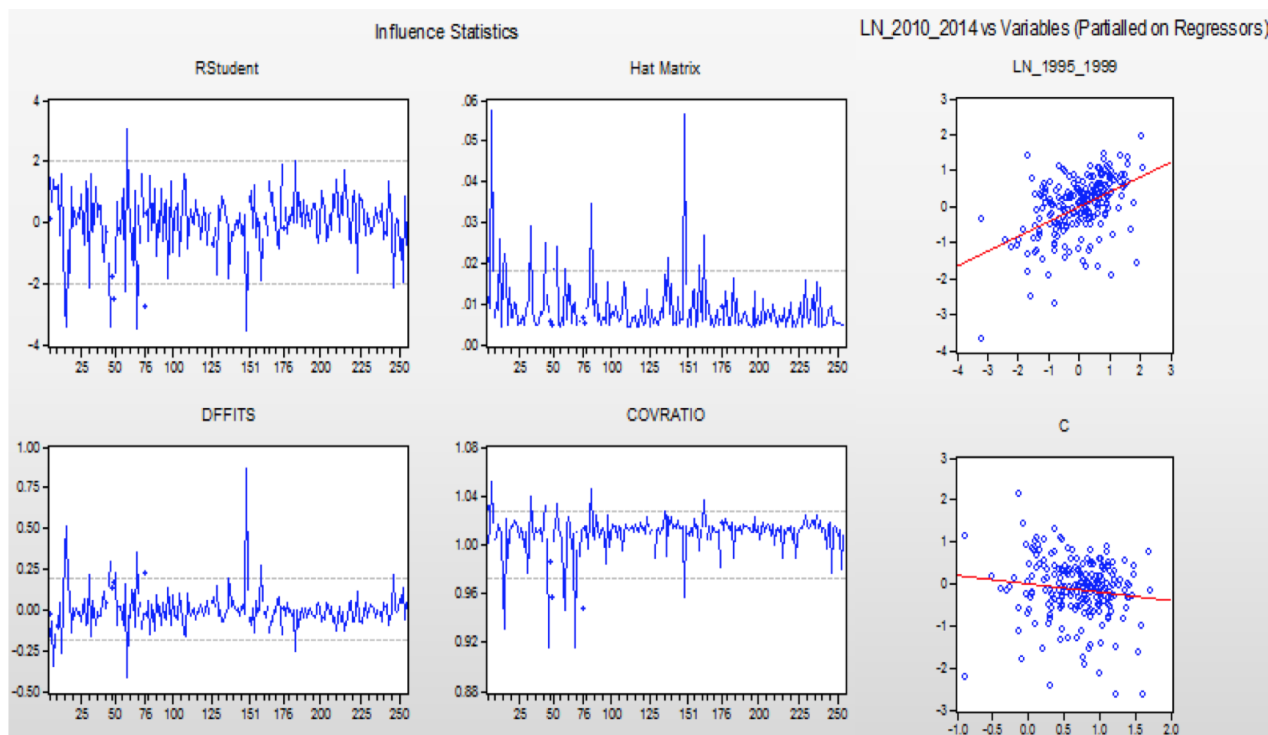 Influence Statistics
LN_2010_2014 vs Variables (Partialled on Regressors)
RStudent
Hat Matrix
LN_1995_1999
4
2
0
-2
-4
25 50 76 100 125 151 176 200 225 250
.06
.05
.04
.03
.02
.01
.00
25 50 76 100 125 151 176 200 225 250
3
2
1
0
-1
-2
-3
-4
-4 -3 -2 -1 0 1 2 3
DFFITS
COVRATIO
C
1.00
0.75
0.50
0.25
0.00
-0.25
-0.50
25 50 76 100 125 151 176 200 225 250
1.08
1.04
1.00
0.96
0.92
0.88
25 50 76 100 125 151 176 200 225 250
3
2
1
0
-1
-2
-3
-1.0 -0.5 0.0 0.5 1.0 1.5 2.0